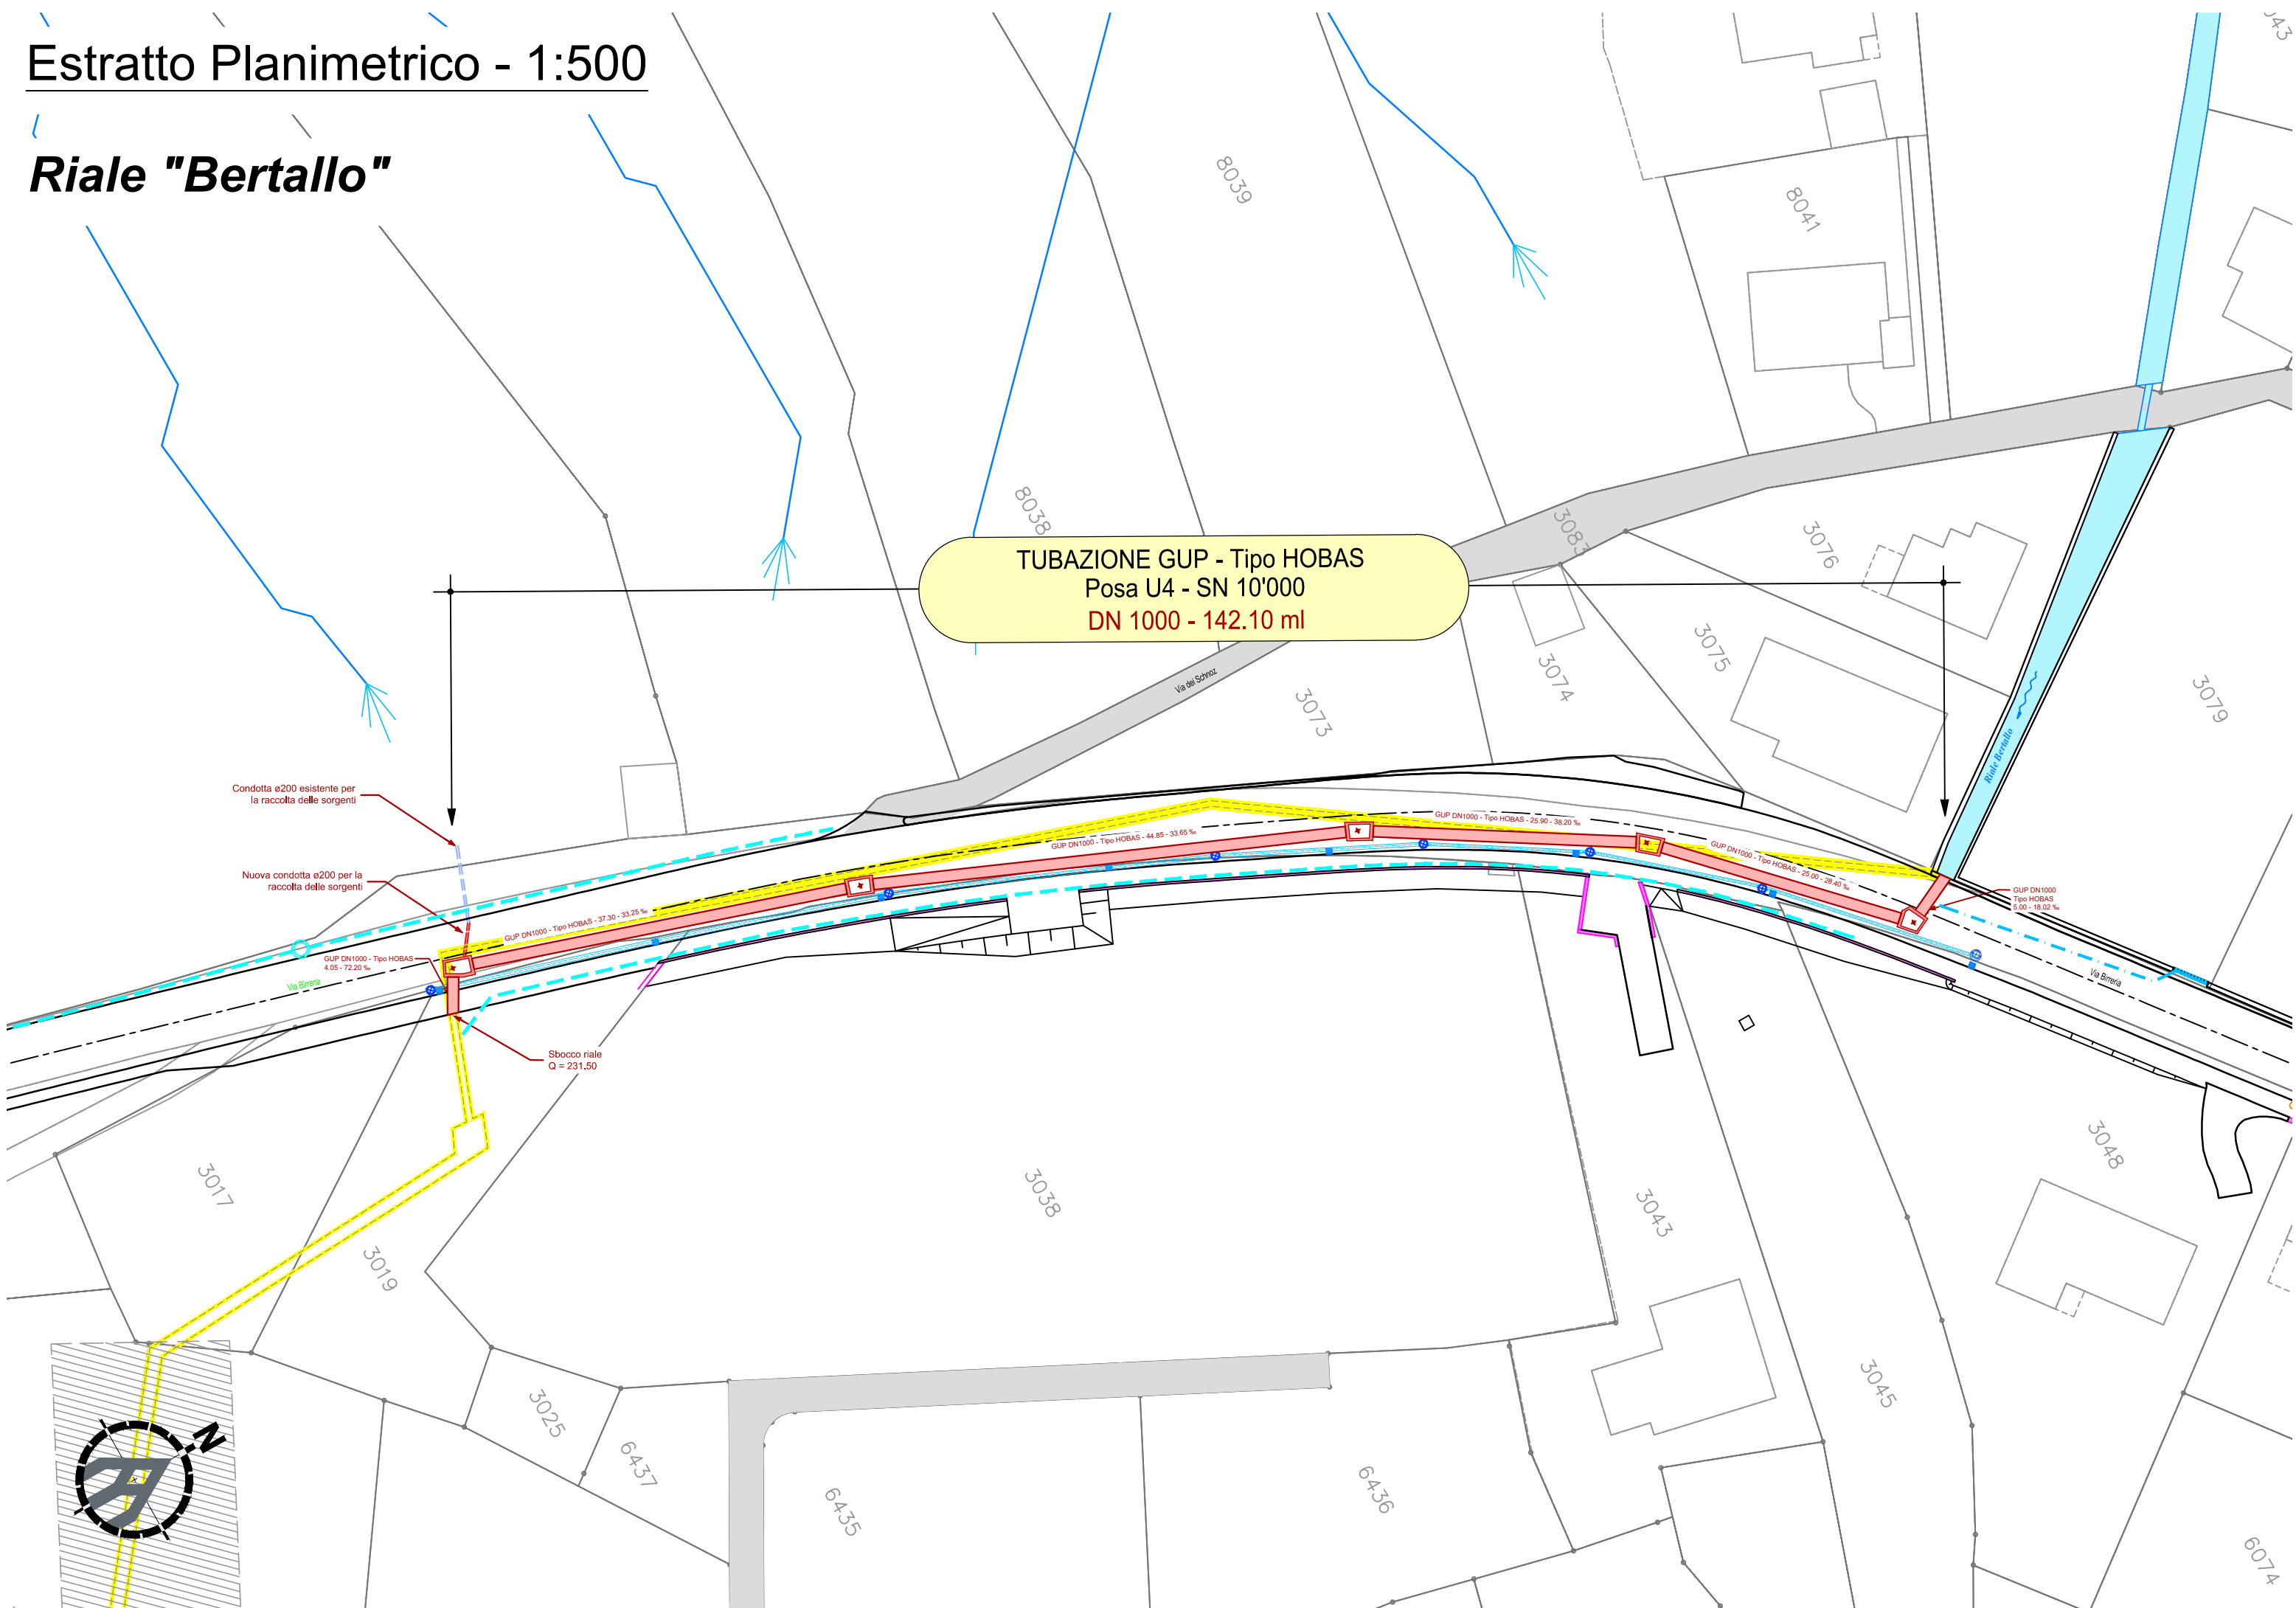 Estratto Planimetrico - 1:500
Riale "Bertallo"
8039
8041
8038
3083
3076
TUBAZIONE GUP - Tipo HOBAS
Posa U4 - SN 10'000
DN 1000 - 142.10 ml
3075
3074
3073
3079
Via del Schnoz
Riale Bertallo
Condotta ø200 esistente per
la raccolta delle sorgenti
Nuova condotta ø200 per la
raccolta delle sorgenti
GUP DN1000 - Tipo HOBAS - 37.30 - 33.25 ‰
GUP DN1000 - Tipo HOBAS - 44.85 - 33.65 ‰
GUP DN1000 - Tipo HOBAS - 25.90 - 38.20 ‰
GUP DN1000 - Tipo HOBAS - 25.00 - 28.40 ‰
GUP DN1000
Tipo HOBAS
5.00 - 18.02 ‰
GUP DN1000 - Tipo HOBAS
4.05 - 72.20 ‰
Via Birreria
Via Birreria
Sbocco riale
Q = 231.50
3017
3019
3038
3043
3048
3045
3025
6437
6435
6436
6074
N